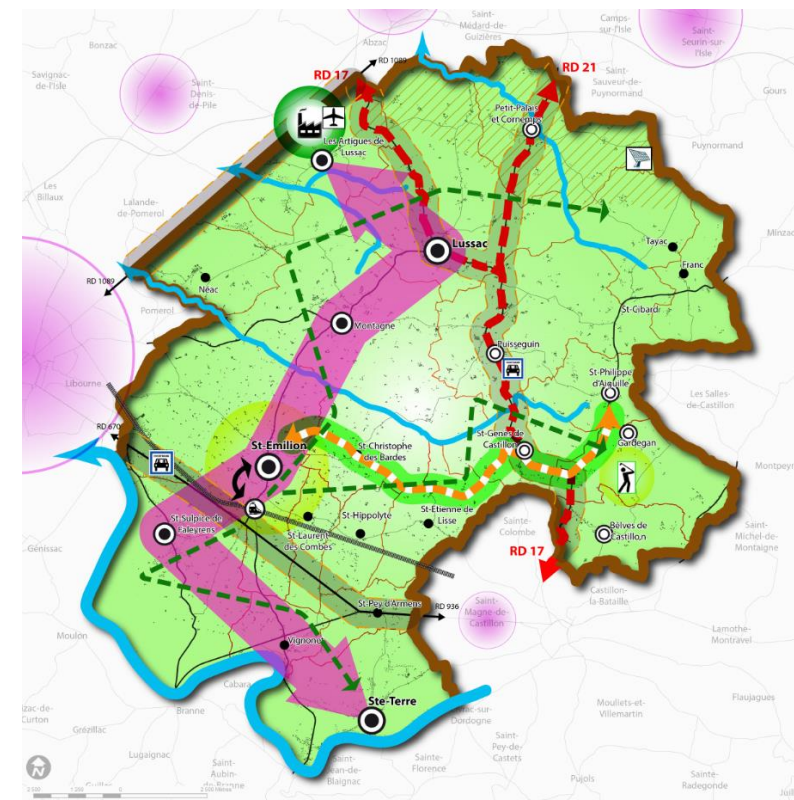 Saint-
Médard-de
Guizières
Camps-
sur-l'Isle
Saint-
Seurin-sur-
l'Isle
Bonzac
Abzac
RD 1089
Savignac-
de-l'Isle
Saint-
Denis-
de-Pile
RD 17
RD 21
Saint-
Sauveur-de-
Puynormand
Gours
Petit-Palais
et Cornemps
Puynormand
Les Artigues de
Lussac
Les
Billaux
Lalande-
de-Pomerol
Lussac
Tayac
Minzac
Franc
RD 1089
Néac
Pomerol
St-Cibard
Montagne
Puisseguin
St-Philippe
d'Aiguille
Libourne
Les Salles-
de-Castillon
RD 670
St-Emilion
St-Christophe
des Bardes
St-Genès de
Castillon
Gardegan
St-Etienne de
Lisse
St-Hippolyte
St-Sulpice de
Faleyrens
St-Laurent
des Combes
Sainte-
Colombe
Bélves de
Castillon
Saint-
Michel-de-
Montaigne
Génissac
RD 17
Castillon-
la-Bataille
St-Pey d'Armens
RD 936
Saint-
Magne-de-
Castillon
Moulon
Vignonet
Lamothe-
Montravel
Cabara
Branne
Ste-Terre
Mouliets-et-
Villemartin
Flaujagues
Grézillac
Dordogne
Lugaignac
Saint-
Aubin-
Saint-
Jean-de-
Blaignac
Sainte-
Florence
Saint-
Pey-de-
Castets
Pujols
Sainte-
Radegonde
N